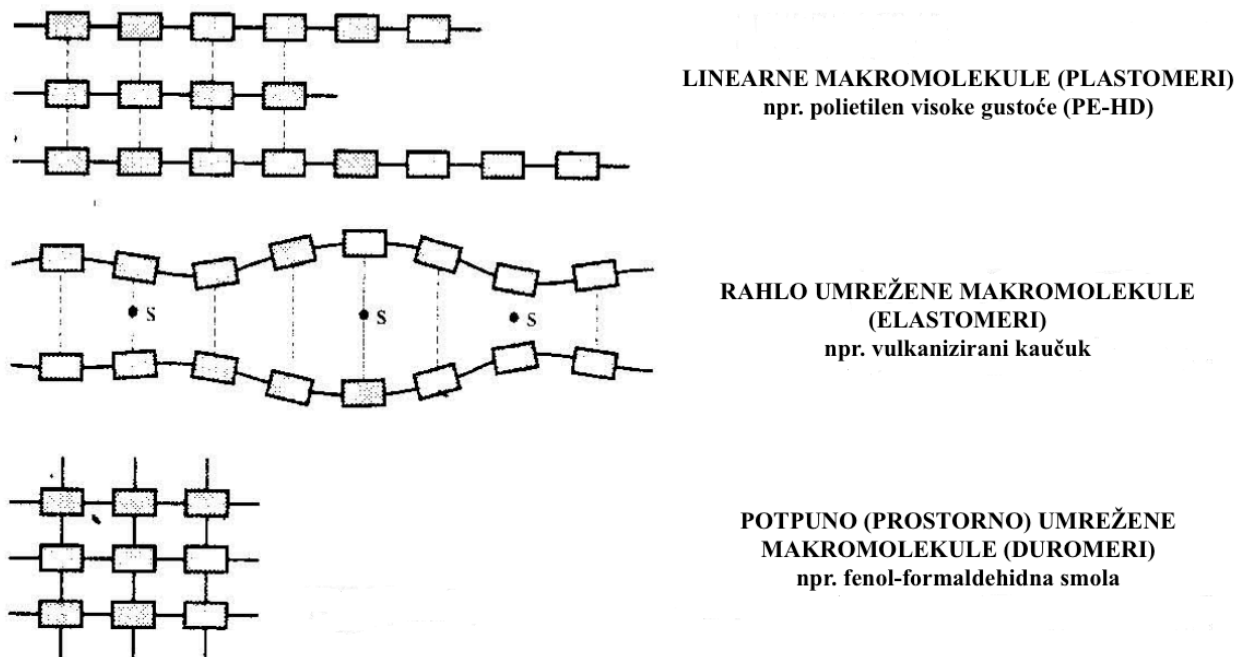 LINEARNE MAKROMOLEKULE (PLASTOMERI)
npr. polietilen visoke gustoće (PE-HD)
S
S
S
RAHLO UMREŽENE MAKROMOLEKULE
(ELASTOMERI)
npr. vulkanizirani kaučuk
POTPUNO (PROSTORNO) UMREŽENE
MAKROMOLEKULE (DUROMERI)
npr. fenol-formaldehidna smola